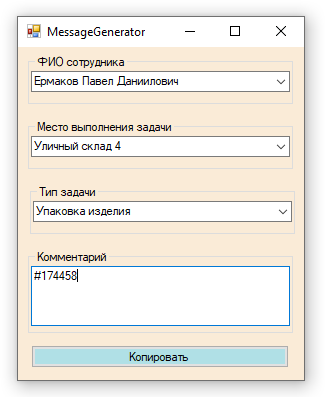 MessageGenerator
ФИО сотрудника
Ермаков Павел Даниилович
Место выполнения задачи
Уличный склад 4
Тип задачи
Упаковка изделия
Комментарий
#174458
Копировать